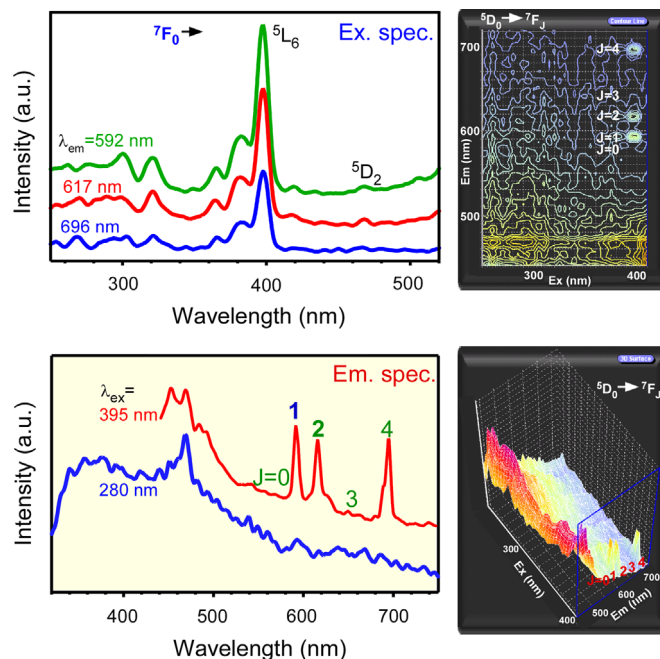 ⁷F₀ → ⁵L₆ Ex. spec.
λem=592 nm
617 nm
696 nm
⁵D₂
Intensity (a.u.)
300 400 500
Wavelength (nm)
⁵D₀ → ⁷FJ
Contour Line
700
600
500
Em (nm)
J=4
J=3
J=2
J=1
J=0
300 400
Ex (nm)
Em. spec.
λex=
395 nm
280 nm
J=0 1 2 3 4
Intensity (a.u.)
400 500 600 700
Wavelength (nm)
3D Surface
⁵D₀ → ⁷FJ
300
400
Ex (nm)
J=0 1 2 3 4
500 600 700
Em (nm)